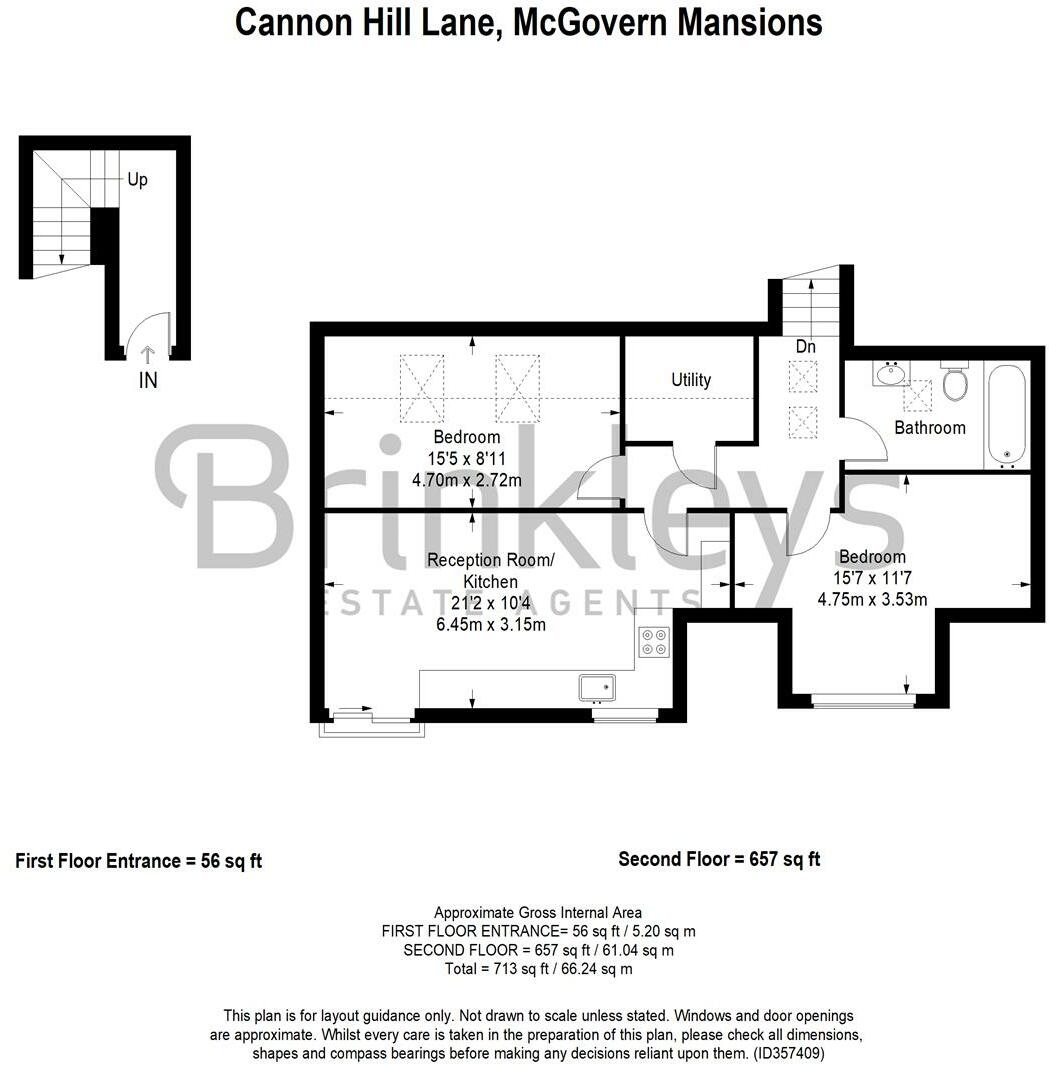 Cannon Hill Lane, McGovern Mansions
Up
IN
Dn
Utility
Bathroom
Bedroom
15'5 x 8'11
4.70m x 2.72m
Brinkleys
ESTATE AGENTS
Reception Room/
Kitchen
21'2 x 10'4
6.45m x 3.15m
Bedroom
15'7 x 11'7
4.75m x 3.53m
First Floor Entrance = 56 sq ft
Second Floor = 657 sq ft
Approximate Gross Internal Area
FIRST FLOOR ENTRANCE= 56 sq ft / 5.20 sq m
SECOND FLOOR = 657 sq ft / 61.04 sq m
Total = 713 sq ft / 66.24 sq m
This plan is for layout guidance only. Not drawn to scale unless stated. Windows and door openings
are approximate. Whilst every care is taken in the preparation of this plan, please check all dimensions,
shapes and compass bearings before making any decisions reliant upon them. (ID357409)